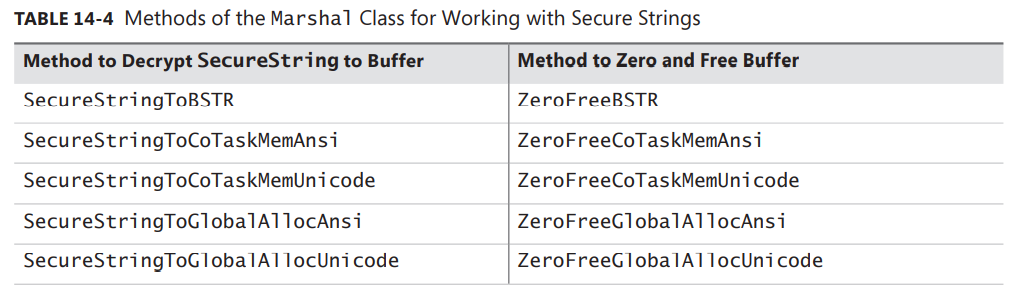 TABLE 14-4 Methods of the Marshal Class for Working with Secure Strings
Method to Decrypt SecureString to Buffer Method to Zero and Free Buffer
SecureStringToBSTR ZeroFreeBSTR
SecureStringToCoTaskMemAnsi ZeroFreeCoTaskMemAnsi
SecureStringToCoTaskMemUnicode ZeroFreeCoTaskMemUnicode
SecureStringToGlobalAllocAnsi ZeroFreeGlobalAllocAnsi
SecureStringToGlobalAllocUnicode ZeroFreeGlobalAllocUnicode